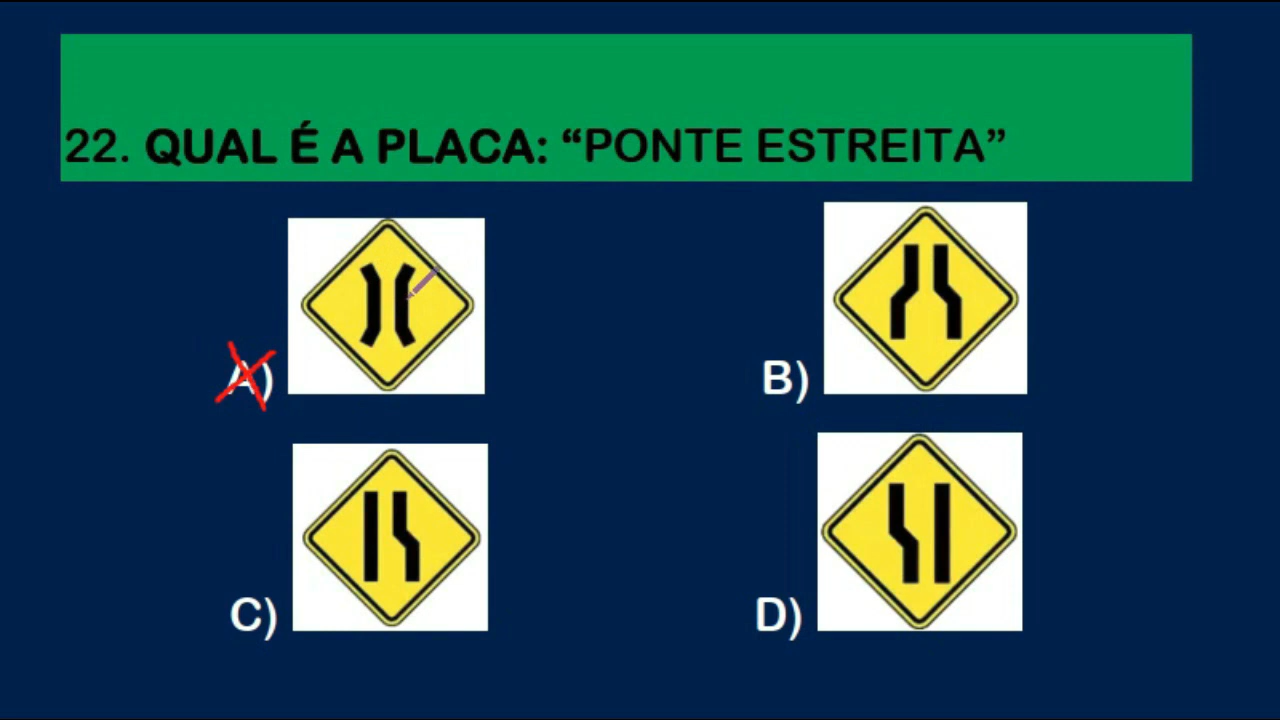 22. QUAL É A PLACA: “PONTE ESTREITA”
A)
B)
C)
D)